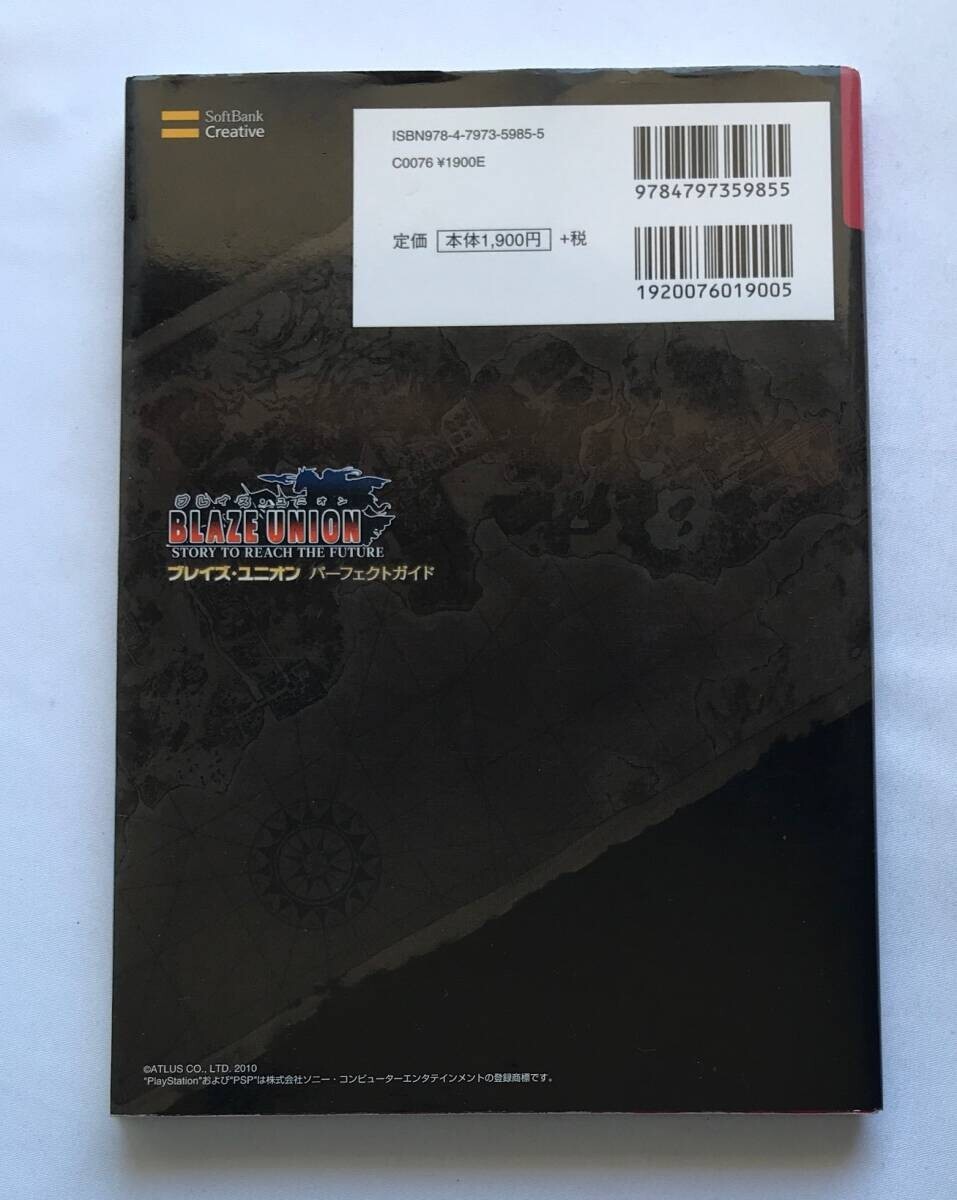 SoftBank
Creative
ISBN978-4-7973-5985-5
C0076 ¥1900E
9784797359855
定価 本体1,900円 +税
1920076019005
ブレイズ・ユニオン
BLAZE UNION
STORY TO REACH THE FUTURE
ブレイズ・ユニオン パーフェクトガイド
©ATLUS CO., LTD. 2010
"PlayStation"および"PSP"は株式会社ソニー・コンピューターエンタテインメントの登録商標です。